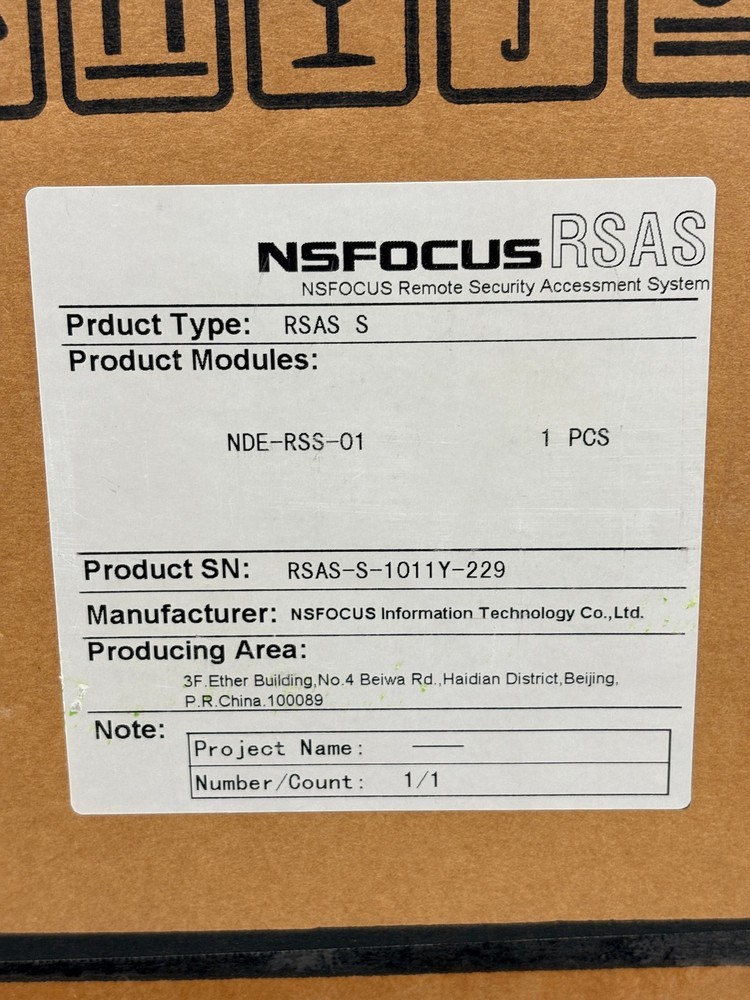 NSFOCUS RSAS
NSFOCUS Remote Security Accessment System
Prduct Type: RSAS S
Product Modules:
NDE-RSS-01 1 PCS
Product SN: RSAS-S-1011Y-229
Manufacturer: NSFOCUS Information Technology Co.,Ltd.
Producing Area:
3F.Ether Building,No.4 Beiwa Rd.,Haidian District,Beijing,
P.R.China.100089
Note:
Project Name: ——
Number/Count: 1/1